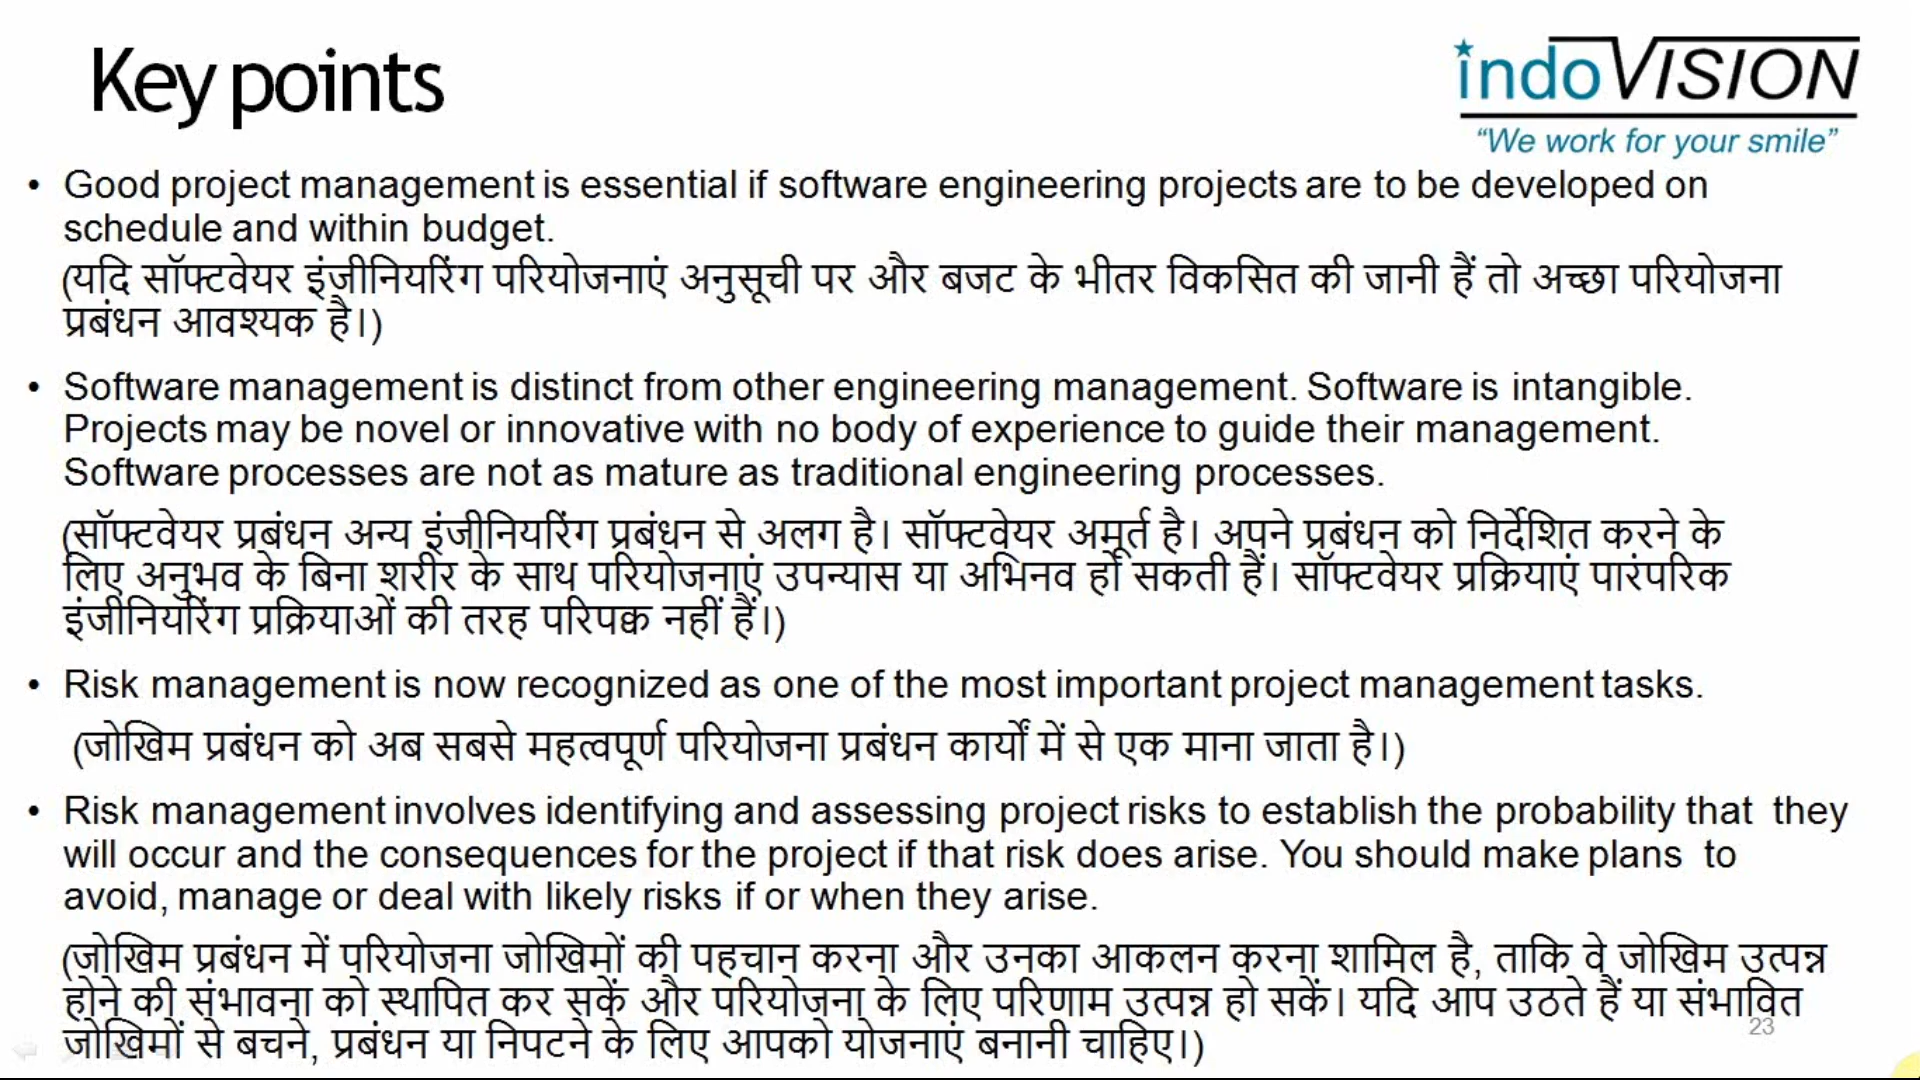 Key points
indoVISION
“We work for your smile”
• Good project management is essential if software engineering projects are to be developed on
schedule and within budget.
(यदि सॉफ्टवेयर इंजीनियरिंग परियोजनाएं अनुसूची पर और बजट के भीतर विकसित की जानी हैं तो अच्छा परियोजना
प्रबंधन आवश्यक है।)
• Software management is distinct from other engineering management. Software is intangible.
Projects may be novel or innovative with no body of experience to guide their management.
Software processes are not as mature as traditional engineering processes.
(सॉफ्टवेयर प्रबंधन अन्य इंजीनियरिंग प्रबंधन से अलग है। सॉफ्टवेयर अमूर्त है। अपने प्रबंधन को निर्देशित करने के
लिए अनुभव के बिना शरीर के साथ परियोजनाएं उपन्यास या अभिनव हो सकती हैं। सॉफ्टवेयर प्रक्रियाएं पारंपरिक
इंजीनियरिंग प्रक्रियाओं की तरह परिपक्व नहीं हैं।)
• Risk management is now recognized as one of the most important project management tasks.
(जोखिम प्रबंधन को अब सबसे महत्वपूर्ण परियोजना प्रबंधन कार्यों में से एक माना जाता है।)
• Risk management involves identifying and assessing project risks to establish the probability that they
will occur and the consequences for the project if that risk does arise. You should make plans to
avoid, manage or deal with likely risks if or when they arise.
(जोखिम प्रबंधन में परियोजना जोखिमों की पहचान करना और उनका आकलन करना शामिल है, ताकि वे जोखिम उत्पन्न
होने की संभावना को स्थापित कर सकें और परियोजना के लिए परिणाम उत्पन्न हो सकें। यदि आप उठते हैं या संभावित
जोखिमों से बचने, प्रबंधन या निपटने के लिए आपको योजनाएं बनानी चाहिए।)
23